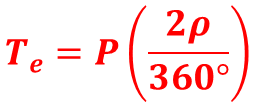 T_e = P (2ρ / 360°)